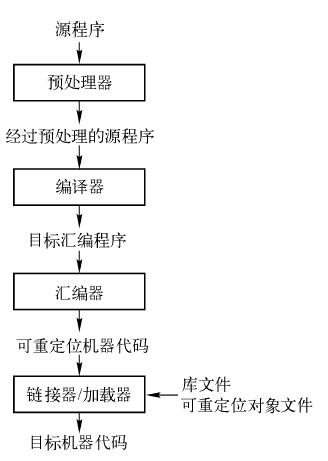 源程序
预处理器
经过预处理的源程序
编译器
目标汇编程序
汇编器
可重定位机器代码
链接器/加载器
库文件
可重定位对象文件
目标机器代码